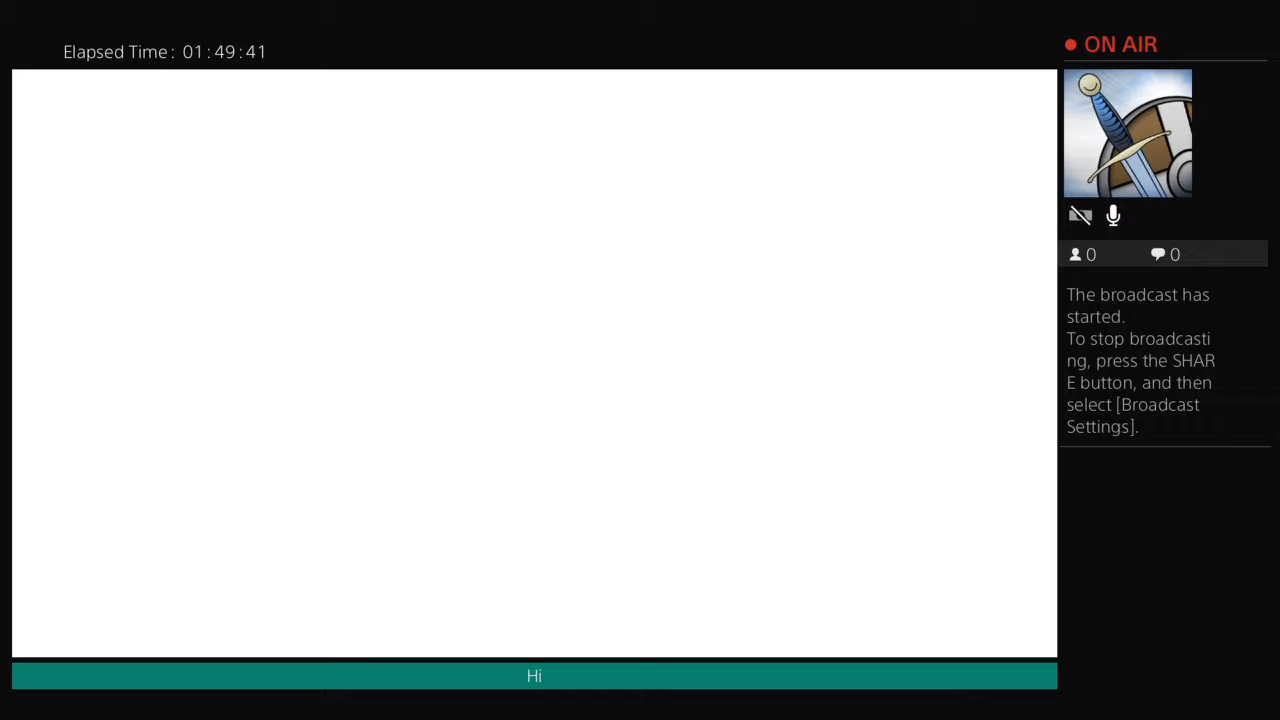 Elapsed Time: 01:49:41
ON AIR
0 0
The broadcast has
started.
To stop broadcasti
ng, press the SHAR
E button, and then
select [Broadcast
Settings].
Hi